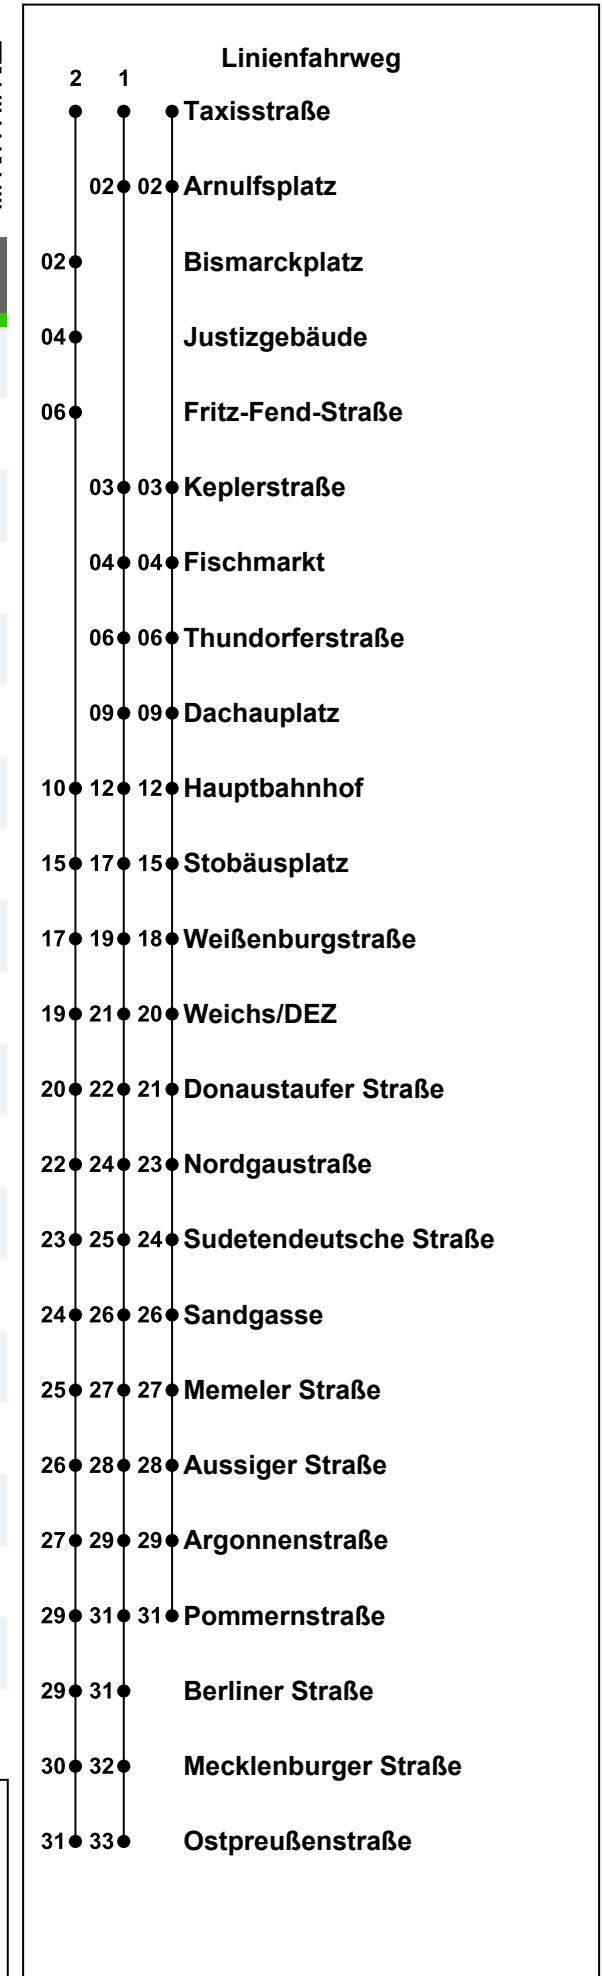 Linienfahrweg
2 1
Taxisstraße
02 02 Arnulfsplatz
02 Bismarckplatz
04 Justizgebäude
06 Fritz-Fend-Straße
03 03 Keplerstraße
04 04 Fischmarkt
06 06 Thundorferstraße
09 09 Dachauplatz
10 12 12 Hauptbahnhof
15 17 15 Stobäusplatz
17 19 18 Weißenburgstraße
19 21 20 Weichs/DEZ
20 22 21 Donaustaufer Straße
22 24 23 Nordgaustraße
23 25 24 Sudetendeutsche Straße
24 26 26 Sandgasse
25 27 27 Memeler Straße
26 28 28 Aussiger Straße
27 29 29 Argonnenstraße
29 31 31 Pommernstraße
29 31 Berliner Straße
30 32 Mecklenburger Straße
31 33 Ostpreußenstraße